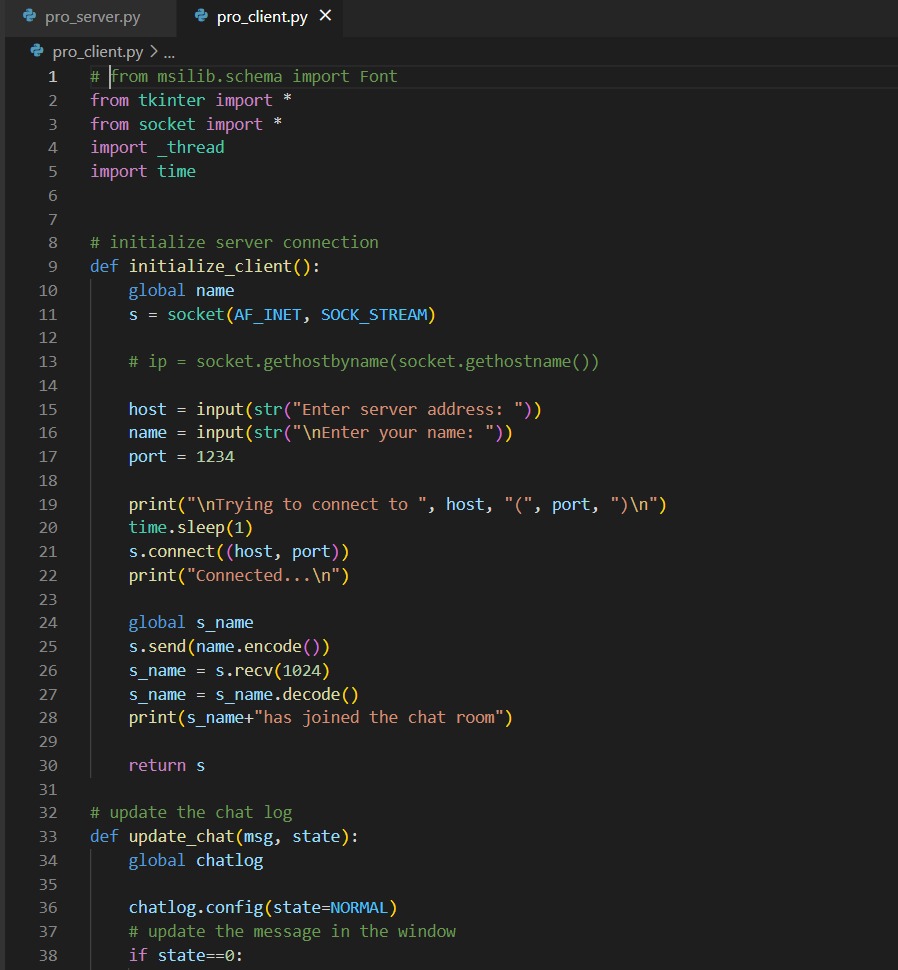 pro_server.py pro_client.py ×
pro_client.py > ...
1 # from msilib.schema import Font
2 from tkinter import *
3 from socket import *
4 import _thread
5 import time
6
7
8 # initialize server connection
9 def initialize_client():
10 global name
11 s = socket(AF_INET, SOCK_STREAM)
12
13 # ip = socket.gethostbyname(socket.gethostname())
14
15 host = input(str("Enter server address: "))
16 name = input(str("\nEnter your name: "))
17 port = 1234
18
19 print("\nTrying to connect to ", host, "(", port, ")\n")
20 time.sleep(1)
21 s.connect((host, port))
22 print("Connected...\n")
23
24 global s_name
25 s.send(name.encode())
26 s_name = s.recv(1024)
27 s_name = s_name.decode()
28 print(s_name+"has joined the chat room")
29
30 return s
31
32 # update the chat log
33 def update_chat(msg, state):
34 global chatlog
35
36 chatlog.config(state=NORMAL)
37 # update the message in the window
38 if state==0: